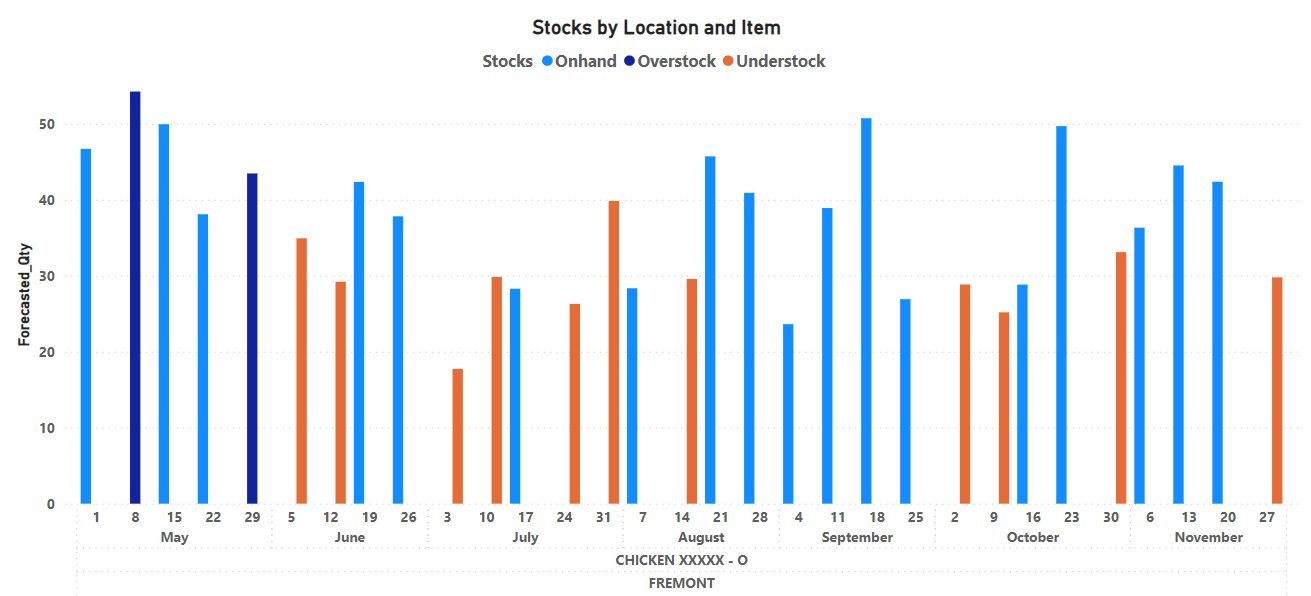 Stocks by Location and Item
Stocks Onhand Overstock Understock
Forecasted_Qty
50
40
30
20
10
0
1 8 15 22 29 5 12 19 26 3 10 17 24 31 7 14 21 28 4 11 18 25 2 9 16 23 30 6 13 20 27
May June July August September October November
CHICKEN XXXXX - O
FREMONT